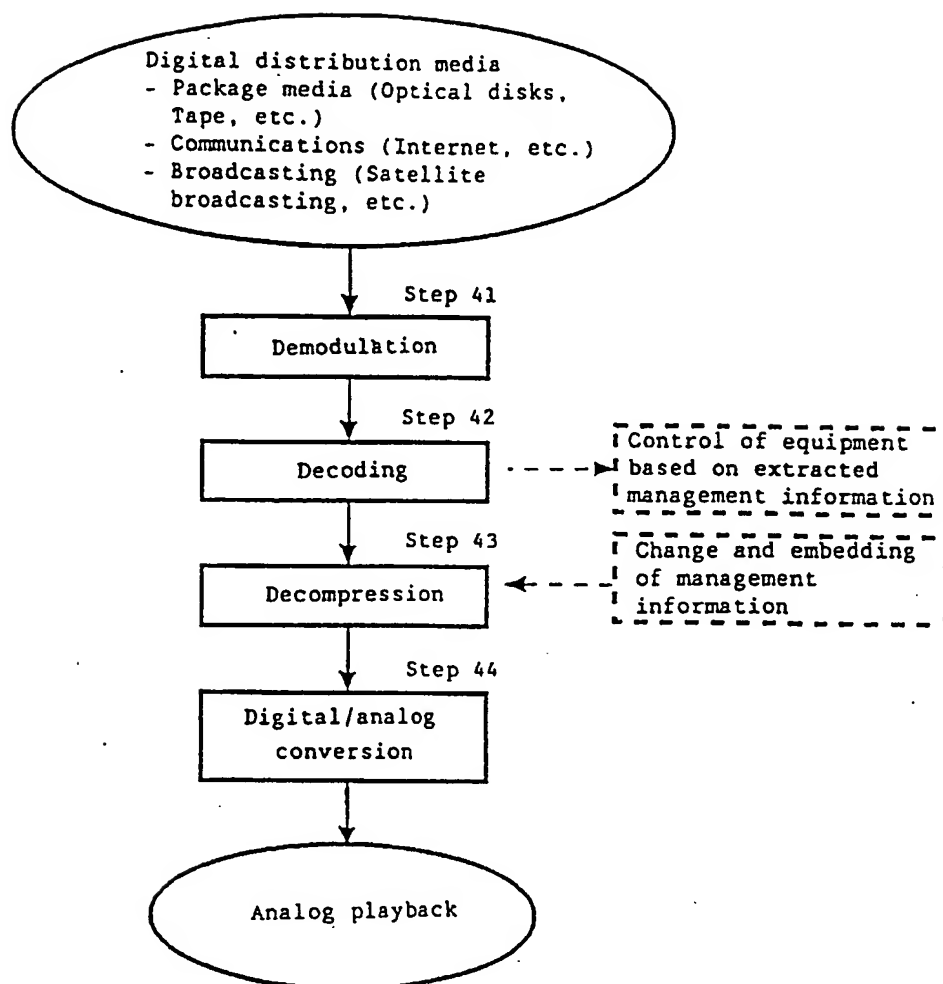 Digital distribution media
- Package media (Optical disks,
Tape, etc.)
- Communications (Internet, etc.)
- Broadcasting (Satellite
broadcasting, etc.)
Step 41
Demodulation
Step 42
Decoding
Control of equipment
based on extracted
management information
Step 43
Decompression
Change and embedding
of management
information
Step 44
Digital/analog
conversion
Analog playback